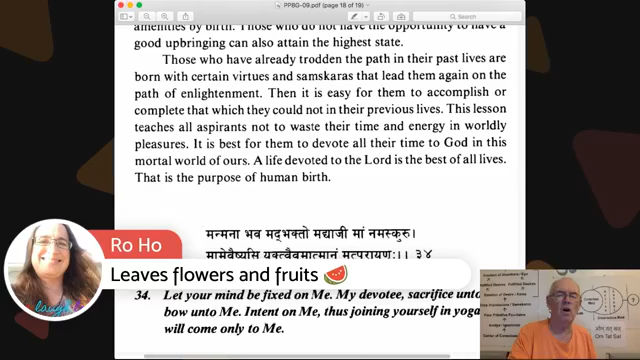 PPBG-09.pdf (page 18 of 19)
Search
amenities by birth. Those who do not have the opportunity to have a
good upbringing can also attain the highest state.
Those who have already trodden the path in their past lives are
born with certain virtues and samskaras that lead them again on the
path of enlightenment. Then it is easy for them to accomplish or
complete that which they could not in their previous lives. This lesson
teaches all aspirants not to waste their time and energy in worldly
pleasures. It is best for them to devote all their time to God in this
mortal world of ours. A life devoted to the Lord is the best of all lives.
That is the purpose of human birth.
मन्मना भव मद्भक्तो मद्याजी मां नमस्कुरु।
मामेवैष्यसि युक्त्वैवमात्मानं मत्परायणः।। ३४
Ro Ho
Leaves flowers and fruits 🍉
34. Let your mind be fixed on Me. My devotee, sacrifice unto
bow unto Me. Intent on Me, thus joining yourself in yoga
will come only to Me.
Om Tat Sat